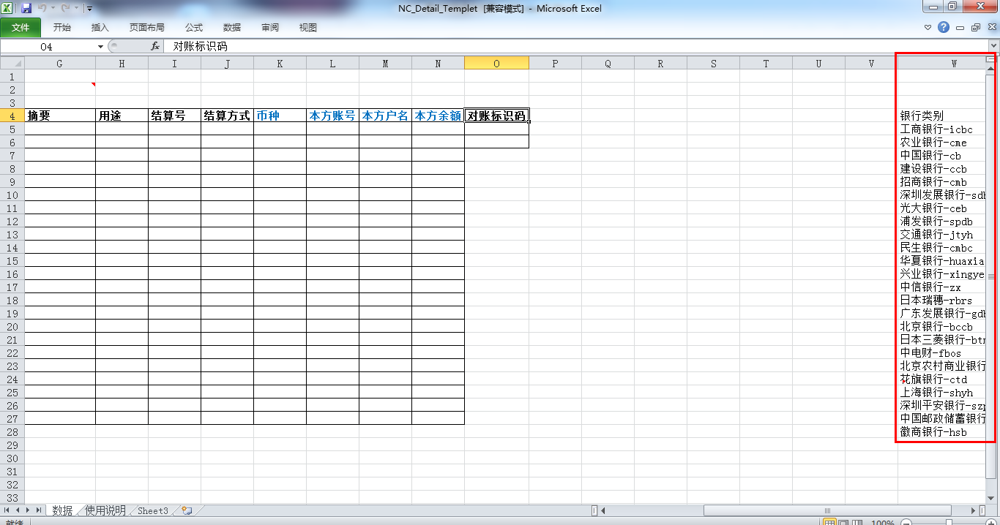 NC_Detail_Templet [兼容模式] - Microsoft Excel
文件 开始 插入 页面布局 公式 数据 审阅 视图
O4 fx 对账标识码
G H I J K L M N O P Q R S T U V W
1
2
3
4 摘要 用途 结算号 结算方式 币种 本方账号 本方户名 本方余额 对账标识码 银行类别
5 工商银行-icbc
6 农业银行-cme
7 中国银行-cb
8 建设银行-ccb
9 招商银行-cmb
10 深圳发展银行-sdb
11 光大银行-ceb
12 浦发银行-spdb
13 交通银行-jtyh
14 民生银行-cmbc
15 华夏银行-huaxia
16 兴业银行-xingye
17 中信银行-zx
18 日本瑞穗-rbrs
19 广东发展银行-gdb
20 北京银行-bccb
21 日本三菱银行-btm
22 中电财-fbos
23 北京农村商业银行
24 花旗银行-ctd
25 上海银行-shyh
26 深圳平安银行-szp
27 中国邮政储蓄银行
28 徽商银行-hsb
29
30
31
32
33
数据 使用说明 Sheet3
就绪 100%